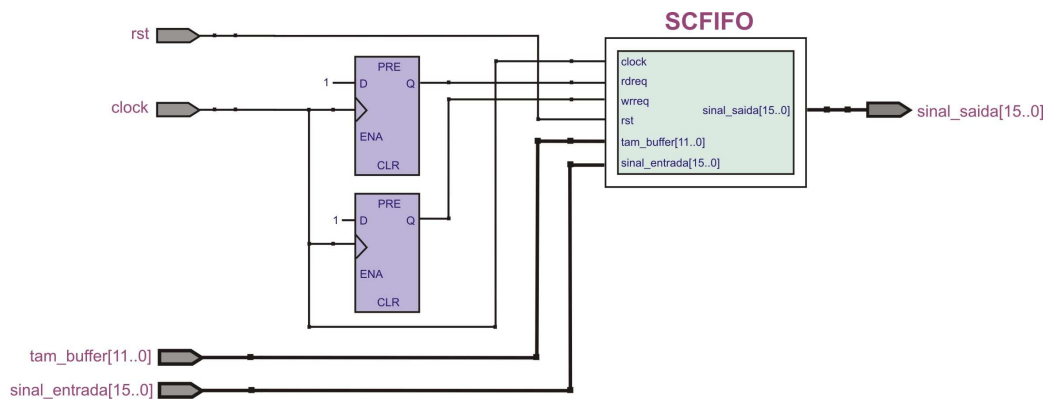 SCFIFO
rst
clock
tam_buffer[11..0]
sinal_entrada[15..0]
PRE
1
D
Q
ENA
CLR
PRE
1
D
Q
ENA
CLR
clock
rdreq
wrreq
rst
tam_buffer[11..0]
sinal_entrada[15..0]
sinal_saida[15..0]
sinal_saida[15..0]